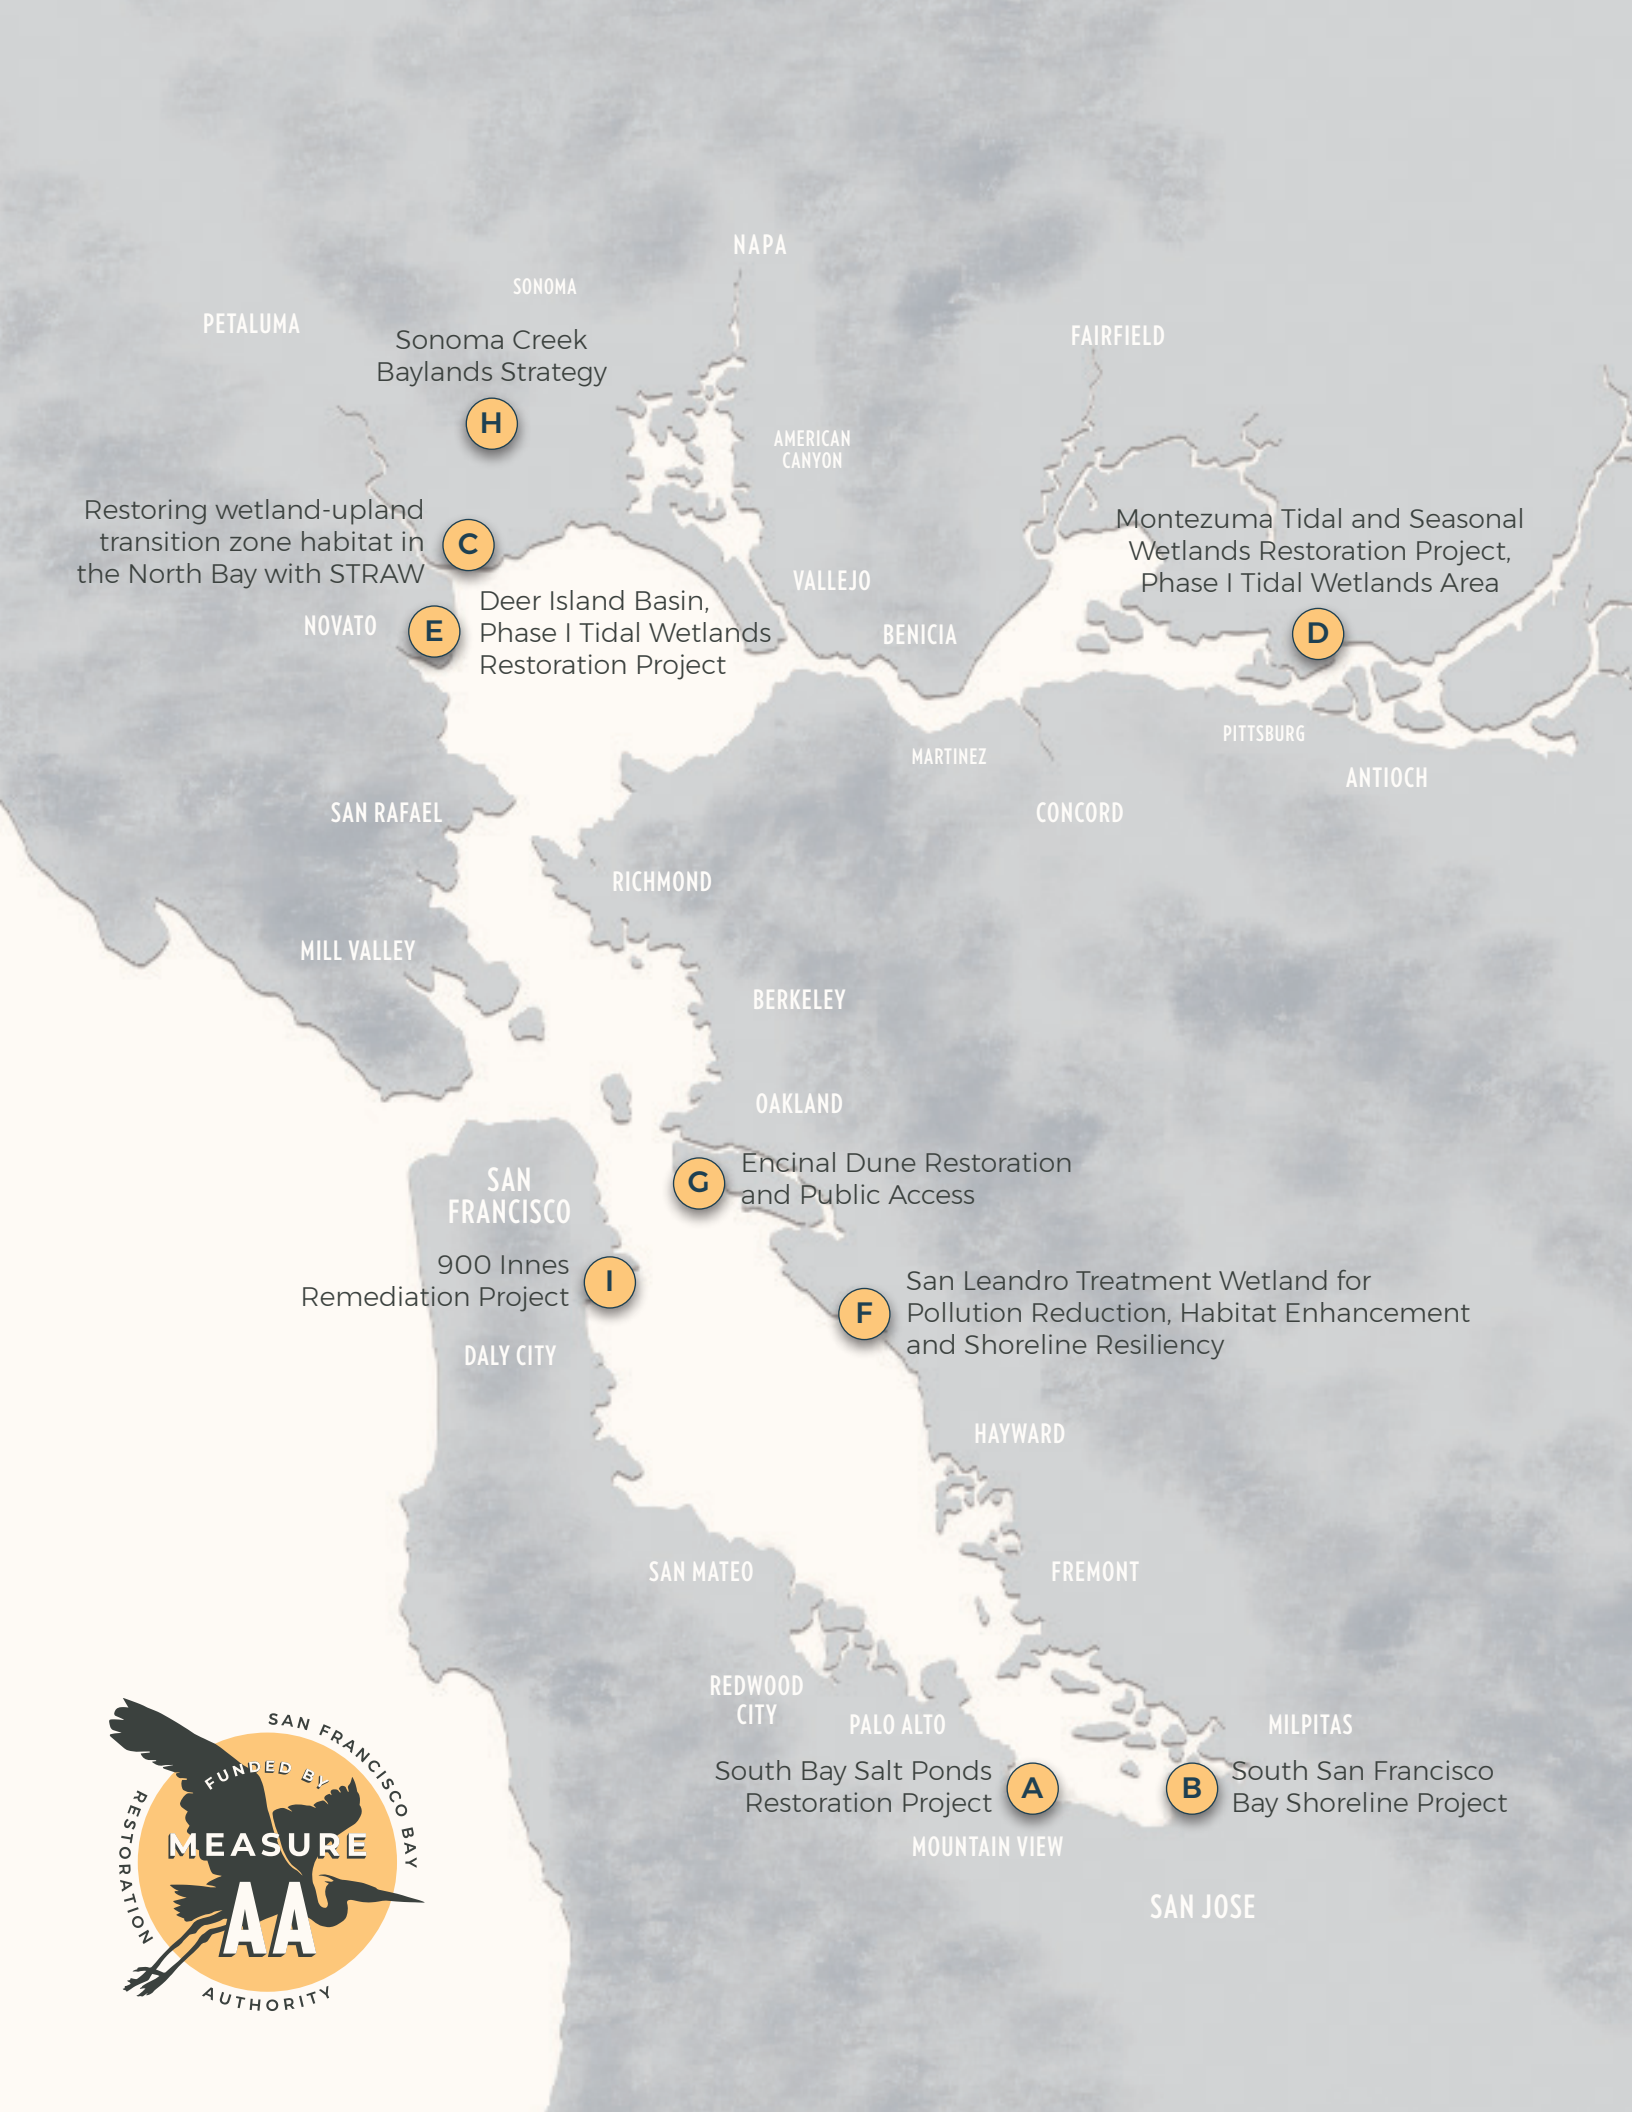 NAPA
SONOMA
PETALUMA
Sonoma Creek
Baylands Strategy
H
FAIRFIELD
AMERICAN
CANYON
Restoring wetland-upland
transition zone habitat in
the North Bay with STRAW
C
Montezuma Tidal and Seasonal
Wetlands Restoration Project,
Phase I Tidal Wetlands Area
D
VALLEJO
NOVATO
E
Deer Island Basin,
Phase I Tidal Wetlands
Restoration Project
BENICIA
PITTSBURG
MARTINEZ
ANTIOCH
SAN RAFAEL
CONCORD
RICHMOND
MILL VALLEY
BERKELEY
OAKLAND
SAN
FRANCISCO
G
Encinal Dune Restoration
and Public Access
900 Innes
Remediation Project
I
F
San Leandro Treatment Wetland for
Pollution Reduction, Habitat Enhancement
and Shoreline Resiliency
DALY CITY
HAYWARD
SAN MATEO
FREMONT
REDWOOD
CITY
PALO ALTO
MILPITAS
South Bay Salt Ponds
Restoration Project
A
B
South San Francisco
Bay Shoreline Project
MOUNTAIN VIEW
SAN JOSE
SAN FRANCISCO BAY
RESTORATION
AUTHORITY
FUNDED BY
MEASURE
AA